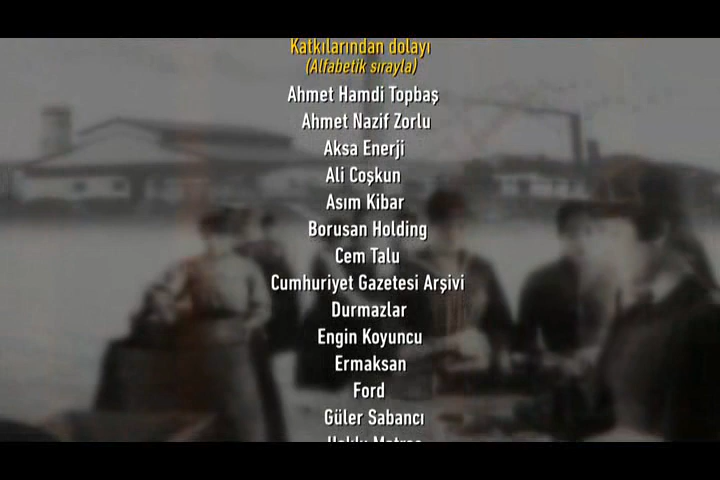 Katkılarından dolayı
(Alfabetik sırayla)
Ahmet Hamdi Topbaş
Ahmet Nazif Zorlu
Aksa Enerji
Ali Coşkun
Asım Kibar
Borusan Holding
Cem Talu
Cumhuriyet Gazetesi Arşivi
Durmazlar
Engin Koyuncu
Ermaksan
Ford
Güler Sabancı